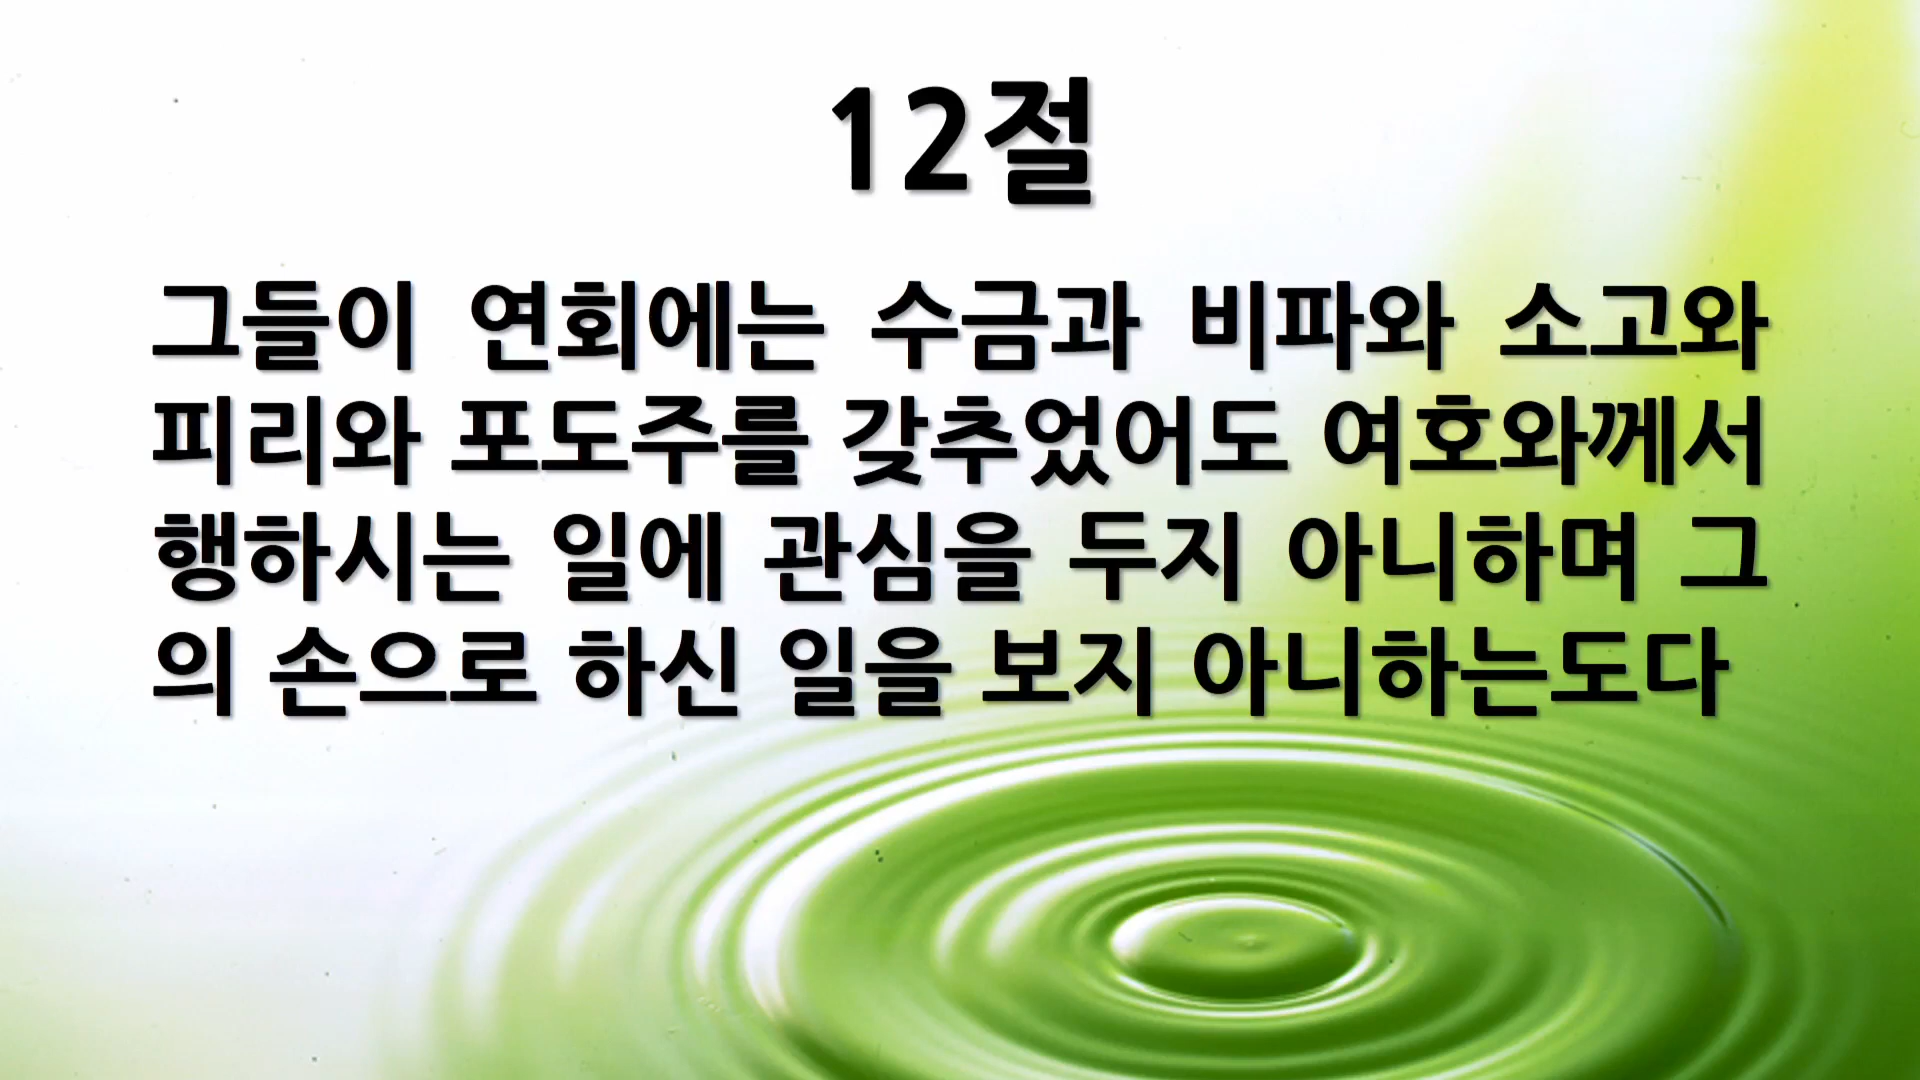 12절
그들이 연회에는 수금과 비파와 소고와
피리와 포도주를 갖추었어도 여호와께서
행하시는 일에 관심을 두지 아니하며 그
의 손으로 하신 일을 보지 아니하는도다